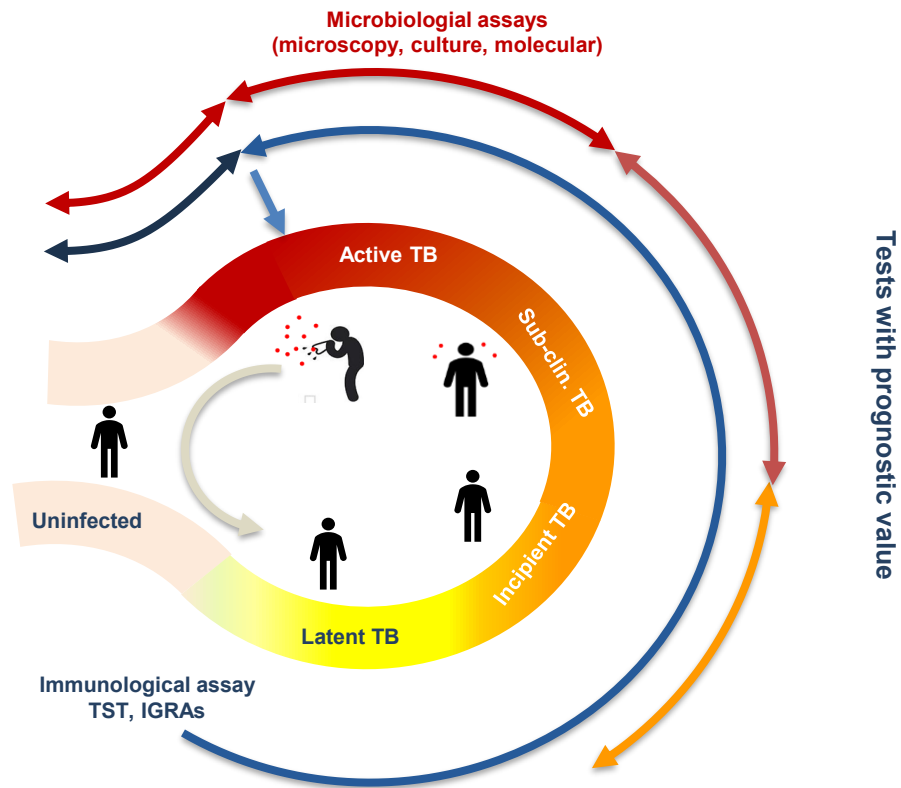 Microbiologial assays
(microscopy, culture, molecular)
Active TB
Sub-clin. TB
Tests with prognostic value
Uninfected
Incipient TB
Latent TB
Immunological assay
TST, IGRAs